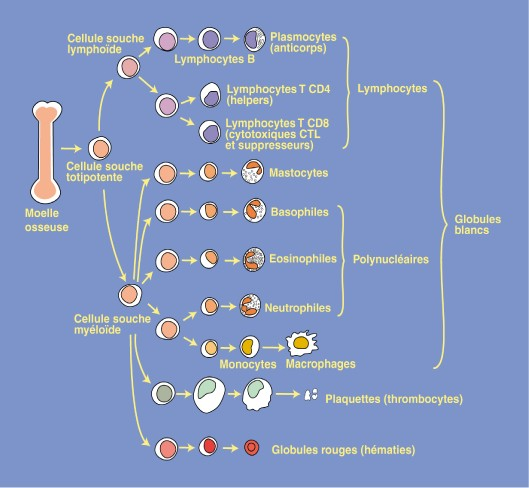 Cellule souche
lymphoïde
Plasmocytes
(anticorps)
Lymphocytes B
Lymphocytes T CD4
(helpers)
Lymphocytes
Lymphocytes T CD8
(cytotoxiques CTL
et suppresseurs)
Cellule souche
totipotente
Mastocytes
Moelle
osseuse
Basophiles
Globules
blancs
Eosinophiles
Polynucléaires
Neutrophiles
Cellule souche
myéloïde
Monocytes
Macrophages
Plaquettes (thrombocytes)
Globules rouges (hématies)